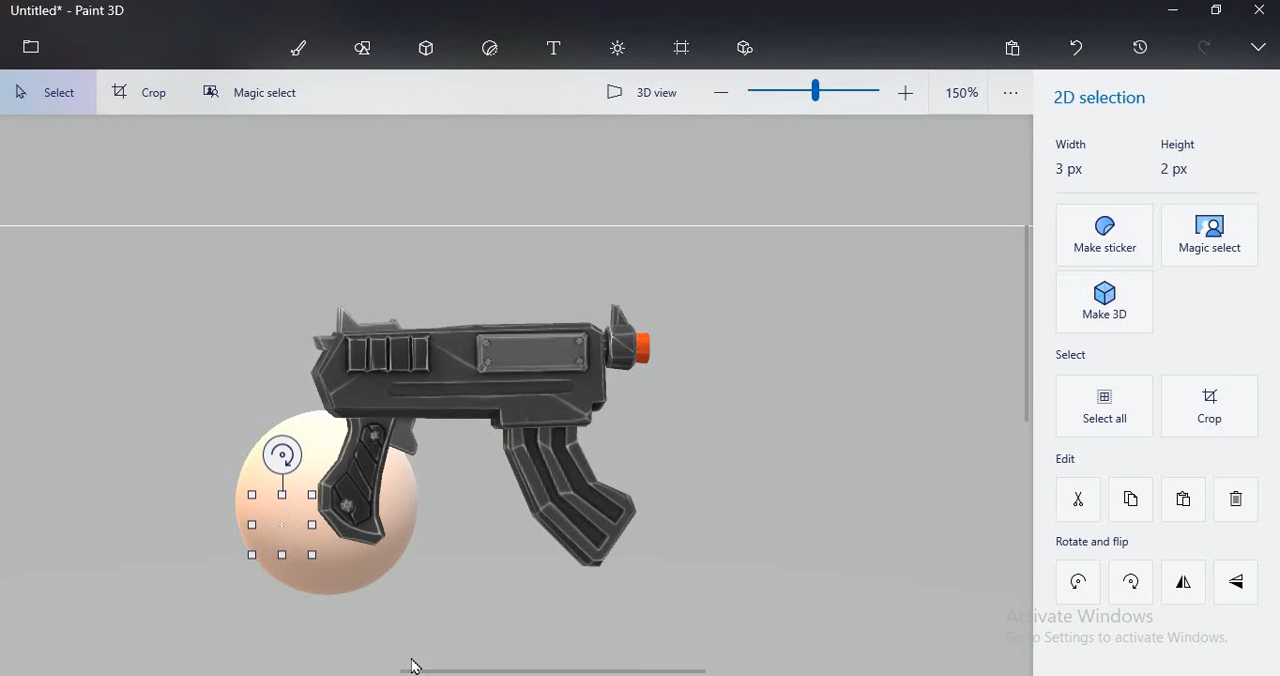 Untitled* - Paint 3D
Select
Crop
Magic select
3D view
150%
2D selection
Width
Height
3 px
2 px
Make sticker
Magic select
Make 3D
Select
Select all
Crop
Edit
Rotate and flip
Activate Windows
Go to Settings to activate Windows.